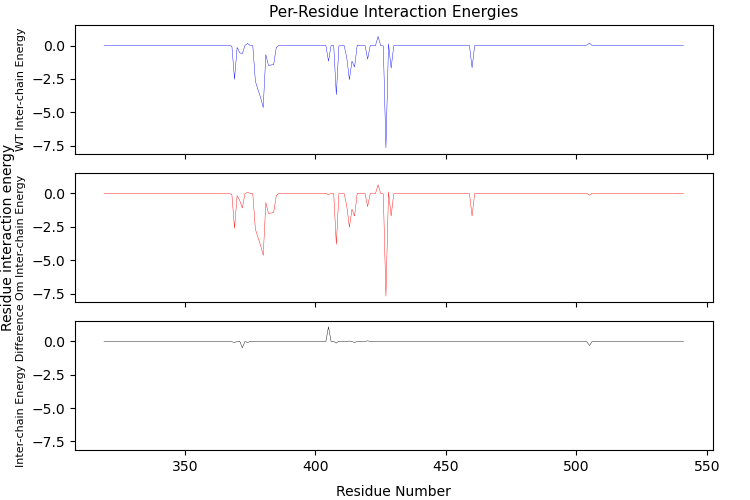 Per-Residue Interaction Energies
Residue interaction energy
WT Inter-chain Energy
0.0
−2.5
−5.0
−7.5
Om Inter-chain Energy
0.0
−2.5
−5.0
−7.5
Inter-chain Energy Difference
0.0
−2.5
−5.0
−7.5
350 400 450 500 550
Residue Number